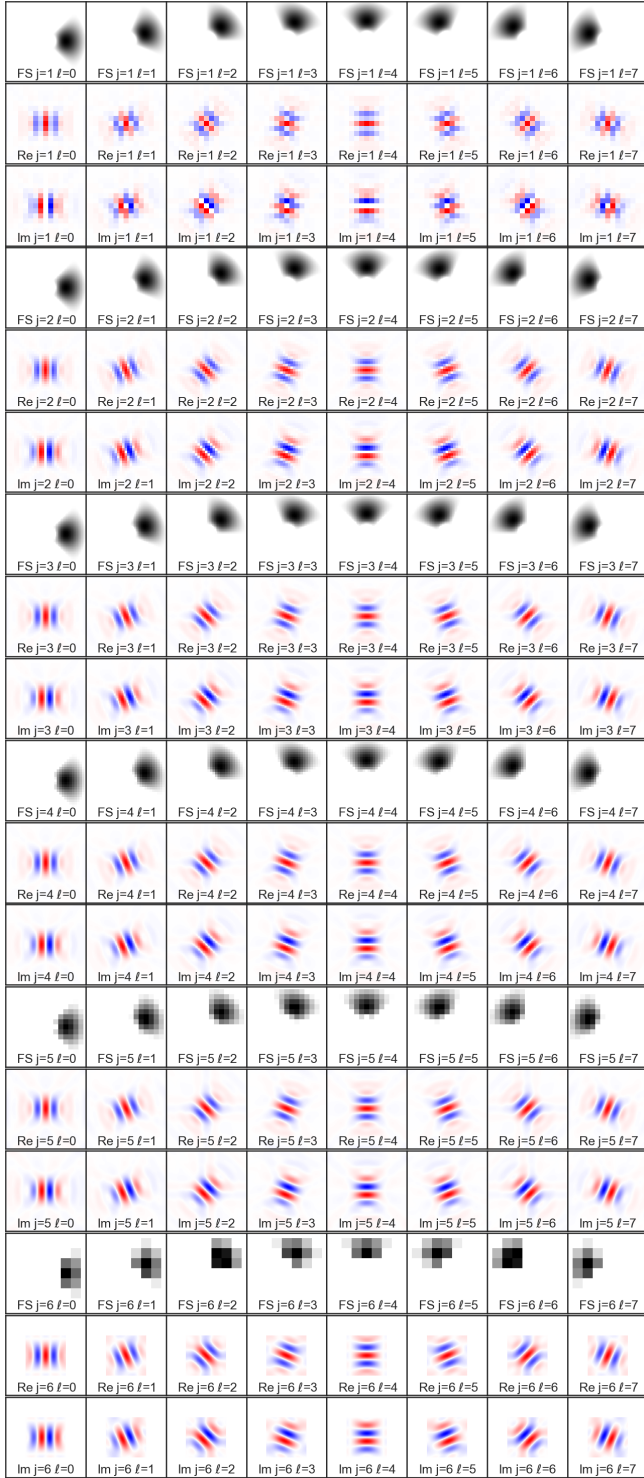 FS j=1 ℓ=0 FS j=1 ℓ=1 FS j=1 ℓ=2 FS j=1 ℓ=3 FS j=1 ℓ=4 FS j=1 ℓ=5 FS j=1 ℓ=6 FS j=1 ℓ=7
Re j=1 ℓ=0 Re j=1 ℓ=1 Re j=1 ℓ=2 Re j=1 ℓ=3 Re j=1 ℓ=4 Re j=1 ℓ=5 Re j=1 ℓ=6 Re j=1 ℓ=7
Im j=1 ℓ=0 Im j=1 ℓ=1 Im j=1 ℓ=2 Im j=1 ℓ=3 Im j=1 ℓ=4 Im j=1 ℓ=5 Im j=1 ℓ=6 Im j=1 ℓ=7
FS j=2 ℓ=0 FS j=2 ℓ=1 FS j=2 ℓ=2 FS j=2 ℓ=3 FS j=2 ℓ=4 FS j=2 ℓ=5 FS j=2 ℓ=6 FS j=2 ℓ=7
Re j=2 ℓ=0 Re j=2 ℓ=1 Re j=2 ℓ=2 Re j=2 ℓ=3 Re j=2 ℓ=4 Re j=2 ℓ=5 Re j=2 ℓ=6 Re j=2 ℓ=7
Im j=2 ℓ=0 Im j=2 ℓ=1 Im j=2 ℓ=2 Im j=2 ℓ=3 Im j=2 ℓ=4 Im j=2 ℓ=5 Im j=2 ℓ=6 Im j=2 ℓ=7
FS j=3 ℓ=0 FS j=3 ℓ=1 FS j=3 ℓ=2 FS j=3 ℓ=3 FS j=3 ℓ=4 FS j=3 ℓ=5 FS j=3 ℓ=6 FS j=3 ℓ=7
Re j=3 ℓ=0 Re j=3 ℓ=1 Re j=3 ℓ=2 Re j=3 ℓ=3 Re j=3 ℓ=4 Re j=3 ℓ=5 Re j=3 ℓ=6 Re j=3 ℓ=7
Im j=3 ℓ=0 Im j=3 ℓ=1 Im j=3 ℓ=2 Im j=3 ℓ=3 Im j=3 ℓ=4 Im j=3 ℓ=5 Im j=3 ℓ=6 Im j=3 ℓ=7
FS j=4 ℓ=0 FS j=4 ℓ=1 FS j=4 ℓ=2 FS j=4 ℓ=3 FS j=4 ℓ=4 FS j=4 ℓ=5 FS j=4 ℓ=6 FS j=4 ℓ=7
Re j=4 ℓ=0 Re j=4 ℓ=1 Re j=4 ℓ=2 Re j=4 ℓ=3 Re j=4 ℓ=4 Re j=4 ℓ=5 Re j=4 ℓ=6 Re j=4 ℓ=7
Im j=4 ℓ=0 Im j=4 ℓ=1 Im j=4 ℓ=2 Im j=4 ℓ=3 Im j=4 ℓ=4 Im j=4 ℓ=5 Im j=4 ℓ=6 Im j=4 ℓ=7
FS j=5 ℓ=0 FS j=5 ℓ=1 FS j=5 ℓ=2 FS j=5 ℓ=3 FS j=5 ℓ=4 FS j=5 ℓ=5 FS j=5 ℓ=6 FS j=5 ℓ=7
Re j=5 ℓ=0 Re j=5 ℓ=1 Re j=5 ℓ=2 Re j=5 ℓ=3 Re j=5 ℓ=4 Re j=5 ℓ=5 Re j=5 ℓ=6 Re j=5 ℓ=7
Im j=5 ℓ=0 Im j=5 ℓ=1 Im j=5 ℓ=2 Im j=5 ℓ=3 Im j=5 ℓ=4 Im j=5 ℓ=5 Im j=5 ℓ=6 Im j=5 ℓ=7
FS j=6 ℓ=0 FS j=6 ℓ=1 FS j=6 ℓ=2 FS j=6 ℓ=3 FS j=6 ℓ=4 FS j=6 ℓ=5 FS j=6 ℓ=6 FS j=6 ℓ=7
Re j=6 ℓ=0 Re j=6 ℓ=1 Re j=6 ℓ=2 Re j=6 ℓ=3 Re j=6 ℓ=4 Re j=6 ℓ=5 Re j=6 ℓ=6 Re j=6 ℓ=7
Im j=6 ℓ=0 Im j=6 ℓ=1 Im j=6 ℓ=2 Im j=6 ℓ=3 Im j=6 ℓ=4 Im j=6 ℓ=5 Im j=6 ℓ=6 Im j=6 ℓ=7